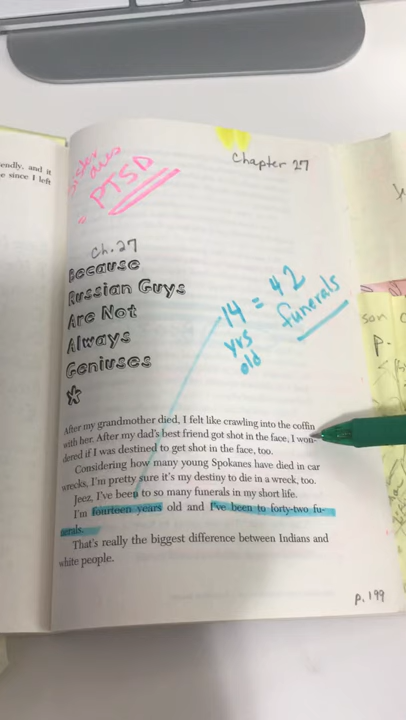 endly, and it
e since I left
sister
dies
= PTSD
Chapter 27
Ch.27
Because
Russian Guys
Are Not
Always
Geniuses
*
14 = 42
yrs funerals
old
After my grandmother died, I felt like crawling into the coffin
with her. After my dad's best friend got shot in the face, I won-
dered if I was destined to get shot in the face, too.
Considering how many young Spokanes have died in car
wrecks, I'm pretty sure it's my destiny to die in a wreck, too.
Jeez, I've been to so many funerals in my short life.
I'm fourteen years old and I've been to forty-two fu-
nerals.
That's really the biggest difference between Indians and
white people.
p. 199
son
p.